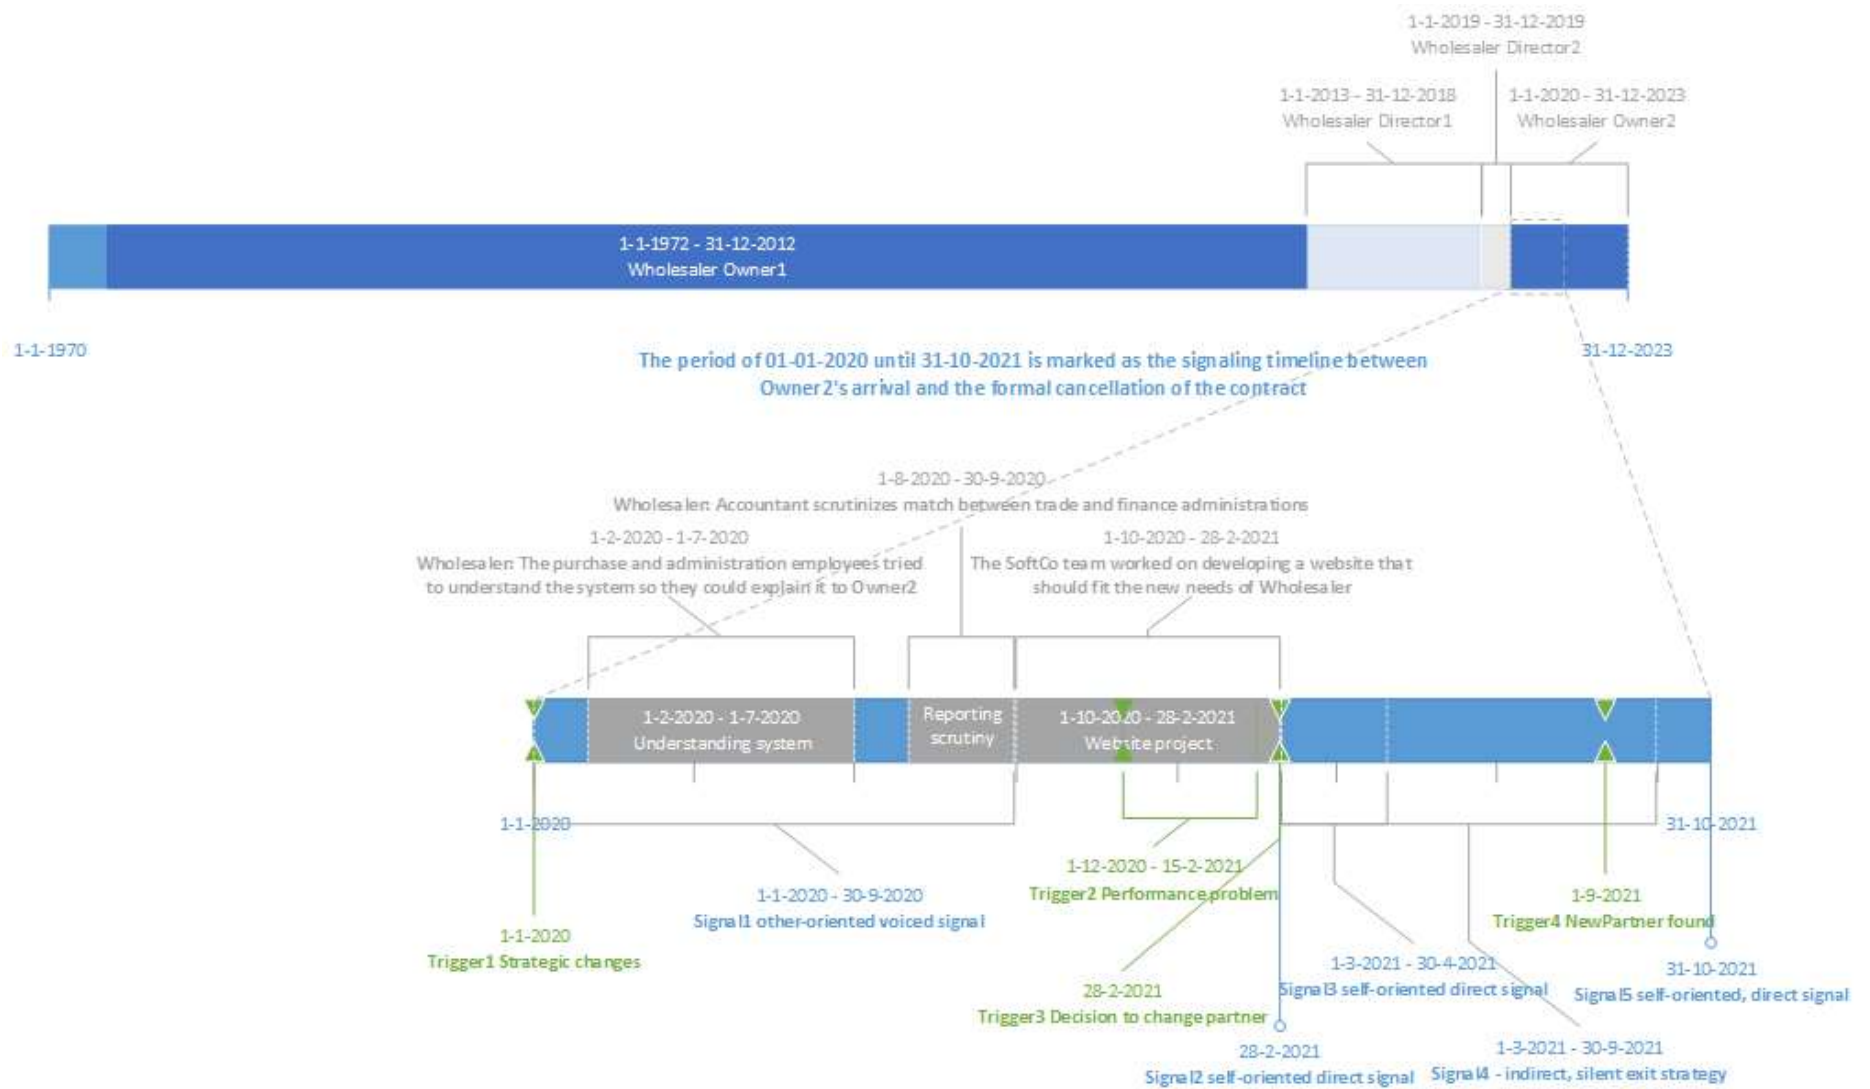 1-1-2019 - 31-12-2019
Wholesaler Director2
1-1-2013 - 31-12-2018
Wholesaler Director1
1-1-2020 - 31-12-2023
Wholesaler Owner2
1-1-1972 - 31-12-2012
Wholesaler Owner1
1-1-1970
31-12-2023
The period of 01-01-2020 until 31-10-2021 is marked as the signaling timeline between
Owner2's arrival and the formal cancellation of the contract
1-8-2020 - 30-9-2020
Wholesaler: Accountant scrutinizes match between trade and finance administrations
1-2-2020 - 1-7-2020
Wholesaler: The purchase and administration employees tried
to understand the system so they could explain it to Owner2
1-10-2020 - 28-2-2021
The SoftCo team worked on developing a website that
should fit the new needs of Wholesaler
1-2-2020 - 1-7-2020
Understanding system
Reporting
scrutiny
1-10-2020 - 28-2-2021
Website project
1-1-2020
31-10-2021
1-12-2020 - 15-2-2021
Trigger2 Performance problem
1-1-2020 - 30-9-2020
Signal1 other-oriented voiced signal
1-9-2021
Trigger4 NewPartner found
1-1-2020
Trigger1 Strategic changes
1-3-2021 - 30-4-2021
Signal3 self-oriented direct signal
31-10-2021
Signal5 self-oriented, direct signal
28-2-2021
Trigger3 Decision to change partner
28-2-2021
Signal2 self-oriented direct signal
1-3-2021 - 30-9-2021
Signal4 - indirect, silent exit strategy